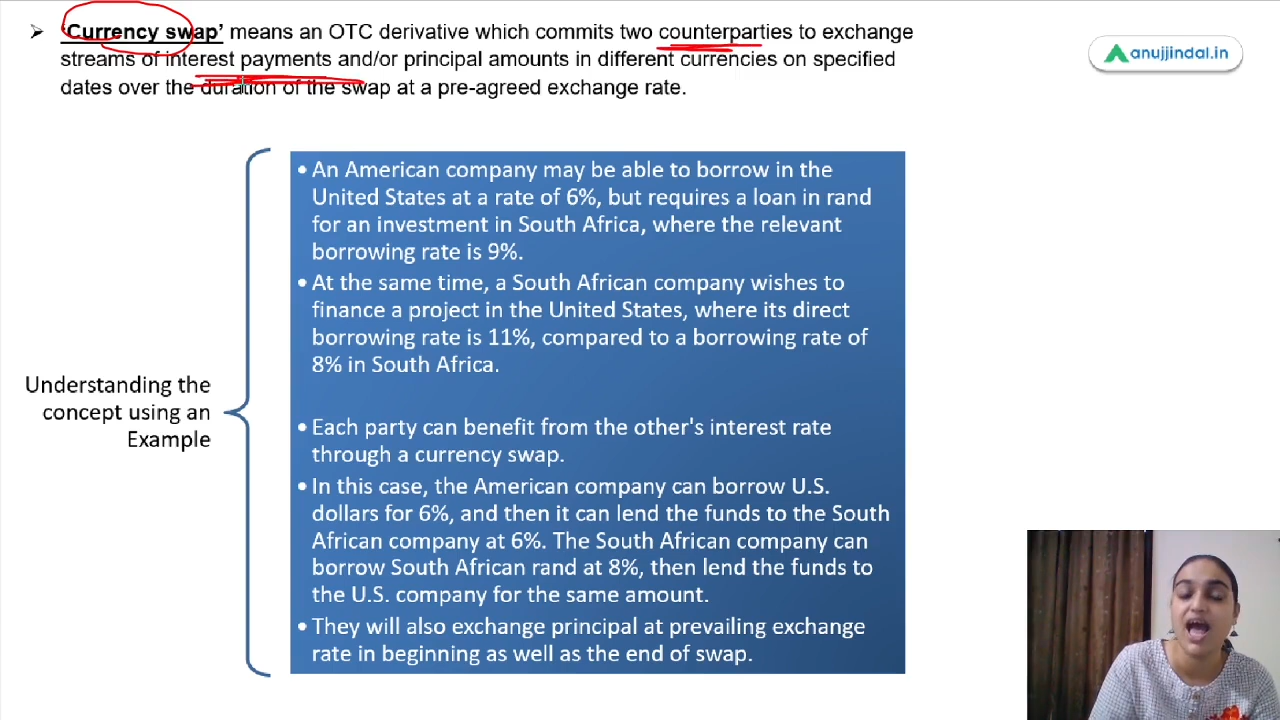 ➢ 'Currency swap' means an OTC derivative which commits two counterparties to exchange
streams of interest payments and/or principal amounts in different currencies on specified
dates over the duration of the swap at a pre-agreed exchange rate.
anujjindal.in
Understanding the
concept using an
Example
• An American company may be able to borrow in the
United States at a rate of 6%, but requires a loan in rand
for an investment in South Africa, where the relevant
borrowing rate is 9%.
• At the same time, a South African company wishes to
finance a project in the United States, where its direct
borrowing rate is 11%, compared to a borrowing rate of
8% in South Africa.
• Each party can benefit from the other's interest rate
through a currency swap.
• In this case, the American company can borrow U.S.
dollars for 6%, and then it can lend the funds to the South
African company at 6%. The South African company can
borrow South African rand at 8%, then lend the funds to
the U.S. company for the same amount.
• They will also exchange principal at prevailing exchange
rate in beginning as well as the end of swap.